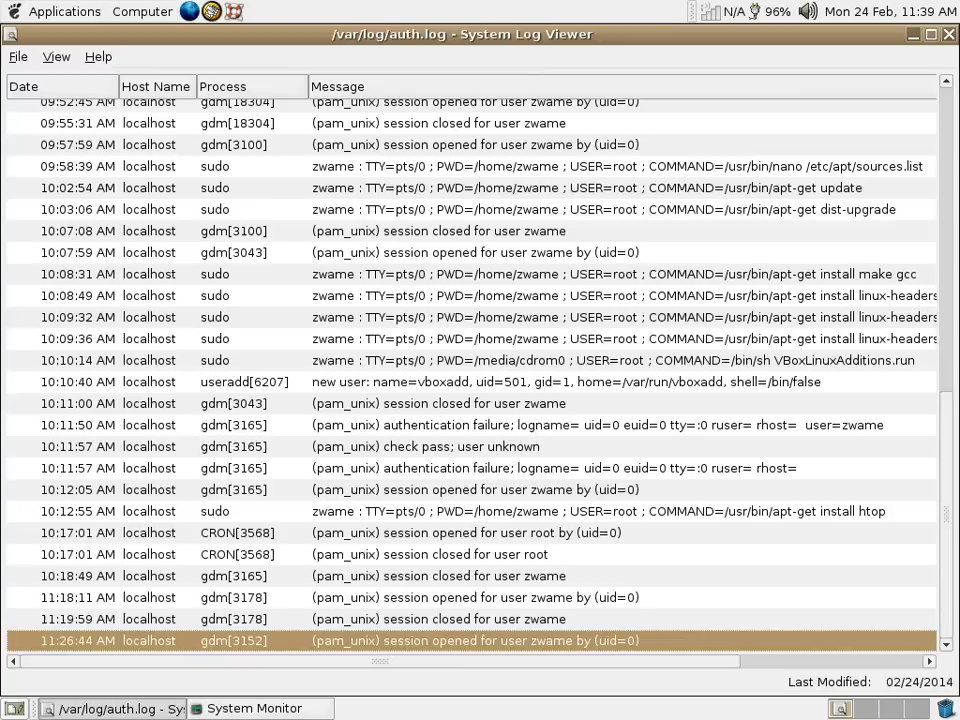 Applications Computer N/A 96% Mon 24 Feb, 11:39 AM
/var/log/auth.log - System Log Viewer
File View Help
Date Host Name Process Message
09:52:45 AM localhost gdm[18304] (pam_unix) session opened for user zwame by (uid=0)
09:55:31 AM localhost gdm[18304] (pam_unix) session closed for user zwame
09:57:59 AM localhost gdm[3100] (pam_unix) session opened for user zwame by (uid=0)
09:58:39 AM localhost sudo zwame : TTY=pts/0 ; PWD=/home/zwame ; USER=root ; COMMAND=/usr/bin/nano /etc/apt/sources.list
10:02:54 AM localhost sudo zwame : TTY=pts/0 ; PWD=/home/zwame ; USER=root ; COMMAND=/usr/bin/apt-get update
10:03:06 AM localhost sudo zwame : TTY=pts/0 ; PWD=/home/zwame ; USER=root ; COMMAND=/usr/bin/apt-get dist-upgrade
10:07:08 AM localhost gdm[3100] (pam_unix) session closed for user zwame
10:07:59 AM localhost gdm[3043] (pam_unix) session opened for user zwame by (uid=0)
10:08:31 AM localhost sudo zwame : TTY=pts/0 ; PWD=/home/zwame ; USER=root ; COMMAND=/usr/bin/apt-get install make gcc
10:08:49 AM localhost sudo zwame : TTY=pts/0 ; PWD=/home/zwame ; USER=root ; COMMAND=/usr/bin/apt-get install linux-headers
10:09:32 AM localhost sudo zwame : TTY=pts/0 ; PWD=/home/zwame ; USER=root ; COMMAND=/usr/bin/apt-get install linux-headers
10:09:36 AM localhost sudo zwame : TTY=pts/0 ; PWD=/home/zwame ; USER=root ; COMMAND=/usr/bin/apt-get install linux-headers
10:10:14 AM localhost sudo zwame : TTY=pts/0 ; PWD=/media/cdrom0 ; USER=root ; COMMAND=/bin/sh VBoxLinuxAdditions.run
10:10:40 AM localhost useradd[6207] new user: name=vboxadd, uid=501, gid=1, home=/var/run/vboxadd, shell=/bin/false
10:11:00 AM localhost gdm[3043] (pam_unix) session closed for user zwame
10:11:50 AM localhost gdm[3165] (pam_unix) authentication failure; logname= uid=0 euid=0 tty=:0 ruser= rhost=  user=zwame
10:11:57 AM localhost gdm[3165] (pam_unix) check pass; user unknown
10:11:57 AM localhost gdm[3165] (pam_unix) authentication failure; logname= uid=0 euid=0 tty=:0 ruser= rhost=
10:12:05 AM localhost gdm[3165] (pam_unix) session opened for user zwame by (uid=0)
10:12:55 AM localhost sudo zwame : TTY=pts/0 ; PWD=/home/zwame ; USER=root ; COMMAND=/usr/bin/apt-get install htop
10:17:01 AM localhost CRON[3568] (pam_unix) session opened for user root by (uid=0)
10:17:01 AM localhost CRON[3568] (pam_unix) session closed for user root
10:18:49 AM localhost gdm[3165] (pam_unix) session closed for user zwame
11:18:11 AM localhost gdm[3178] (pam_unix) session opened for user zwame by (uid=0)
11:19:59 AM localhost gdm[3178] (pam_unix) session closed for user zwame
11:26:44 AM localhost gdm[3152] (pam_unix) session opened for user zwame by (uid=0)
Last Modified: 02/24/2014
/var/log/auth.log - Sys System Monitor